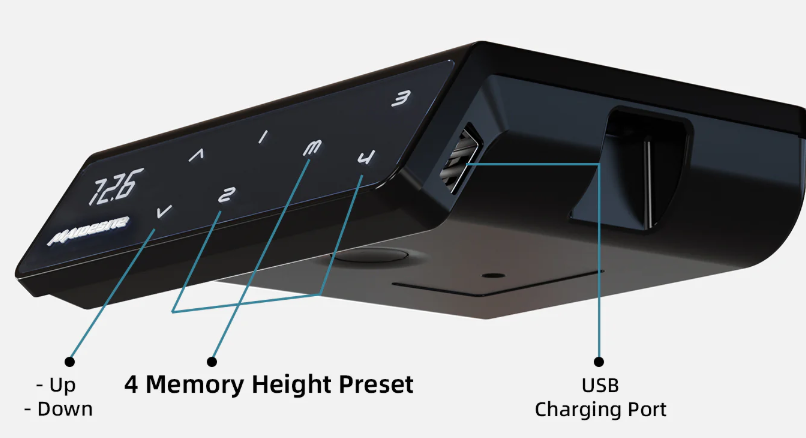 72.6
1
2
m
3
4
- Up
- Down
4 Memory Height Preset
USB
Charging Port